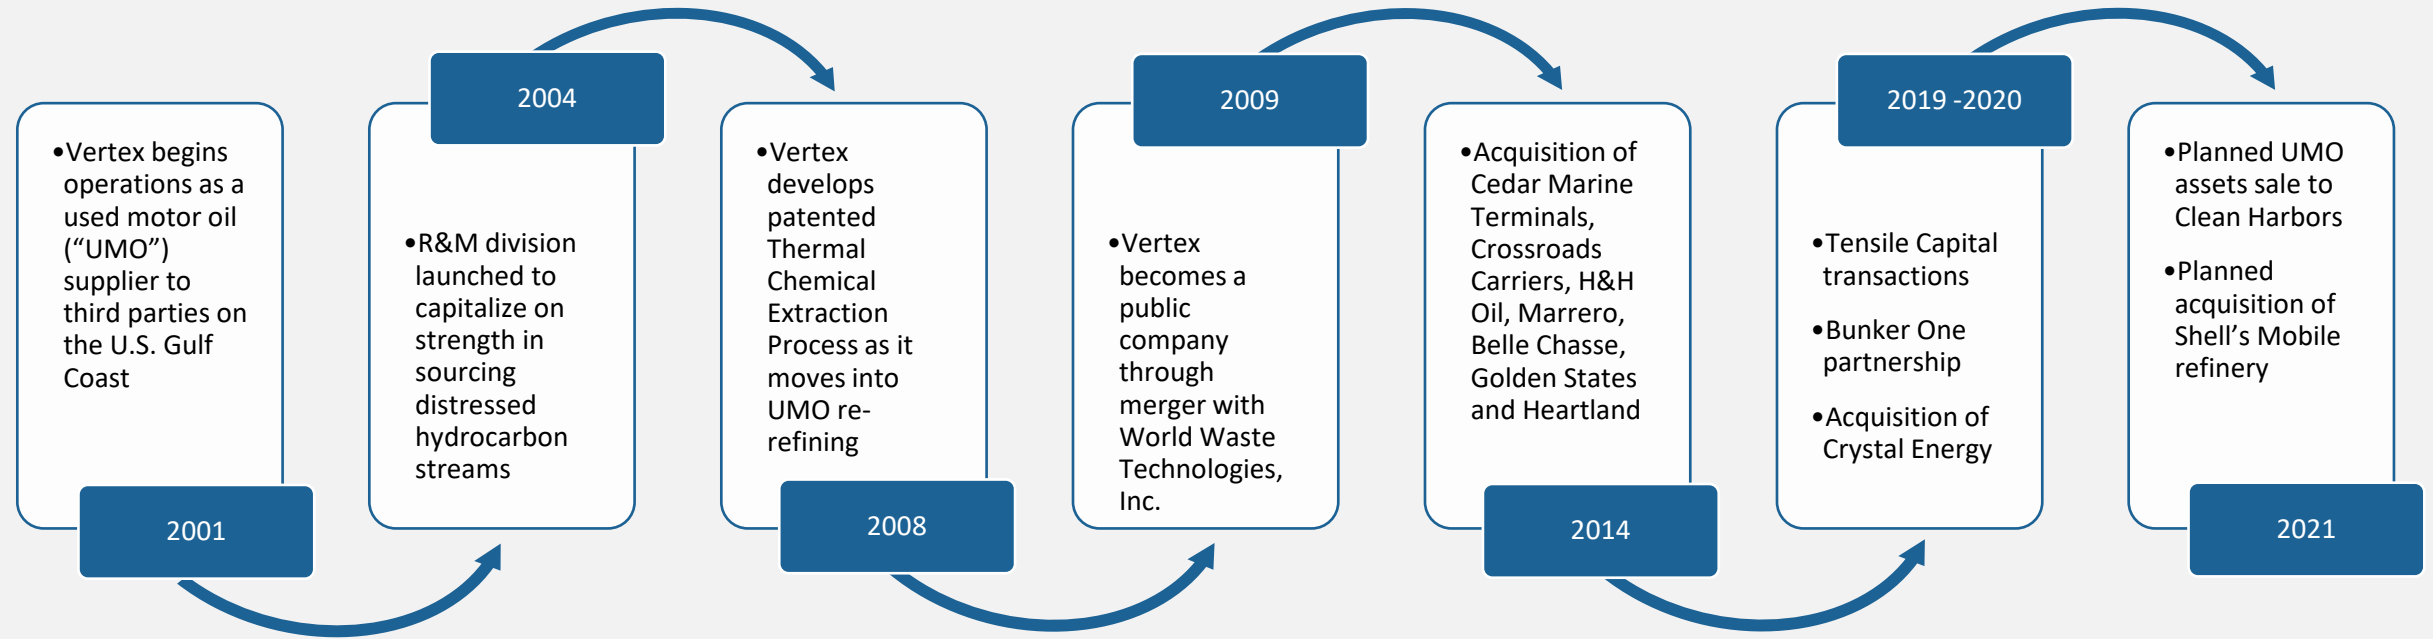 •Vertex begins
operations as a
used motor oil
(“UMO”)
supplier to
third parties on
the U.S. Gulf
Coast
2001
2004
•R&M division
launched to
capitalize on
strength in
sourcing
distressed
hydrocarbon
streams
•Vertex
develops
patented
Thermal
Chemical
Extraction
Process as it
moves into
UMO re-
refining
2008
2009
•Vertex
becomes a
public
company
through
merger with
World Waste
Technologies,
Inc.
•Acquisition of
Cedar Marine
Terminals,
Crossroads
Carriers, H&H
Oil, Marrero,
Belle Chasse,
Golden States
and Heartland
2014
2019 -2020
•Tensile Capital
transactions
•Bunker One
partnership
•Acquisition of
Crystal Energy
•Planned UMO
assets sale to
Clean Harbors
•Planned
acquisition of
Shell’s Mobile
refinery
2021